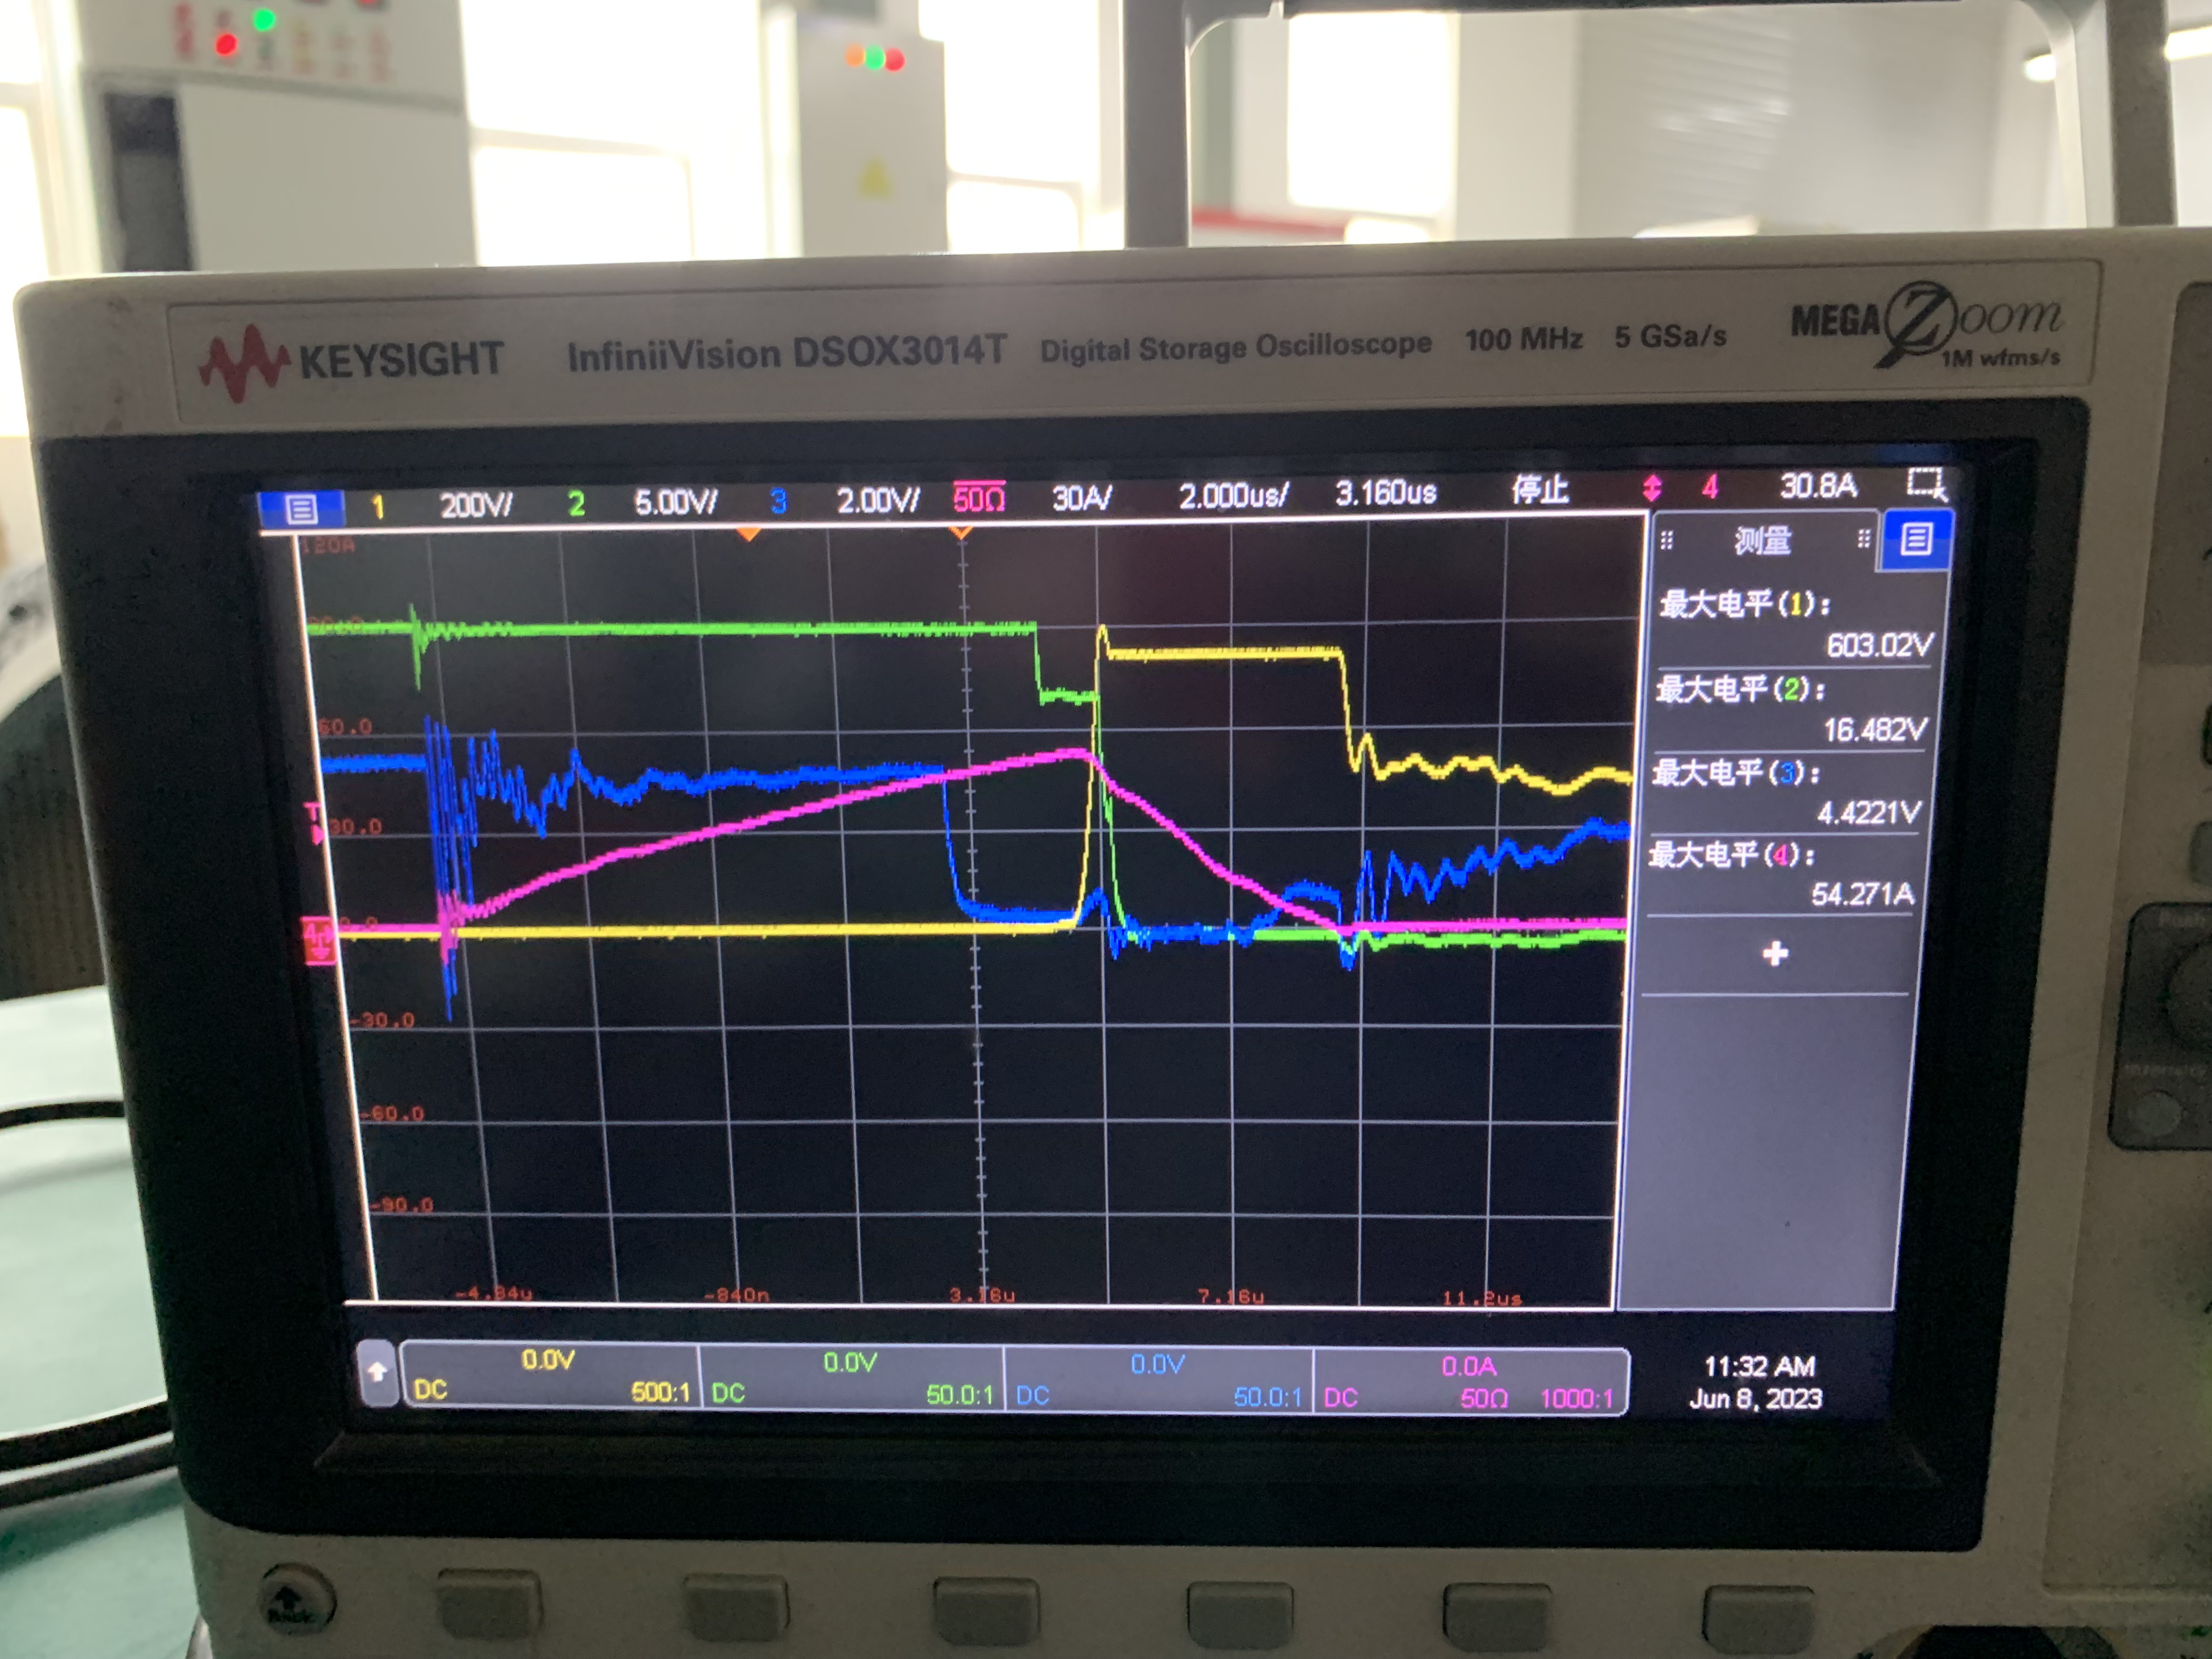 KEYSIGHT InfiniiVision DSOX3014T Digital Storage Oscilloscope 100 MHz 5 GSa/s MEGA Zoom
1M wfms/s
1 200V/ 2 5.00V/ 3 2.00V/ 50Ω 30A/ 2.000us/ 3.160us 停止 4 30.8A
120A
测量
最大电平(1):
603.02V
最大电平(2):
16.482V
60.0
最大电平(3):
4.4221V
T
30.0
最大电平(4):
54.271A
0.0
4
+
-30.0
-60.0
-90.0
-4.84u -840n 3.16u 7.16u 11.2us
0.0V 0.0V 0.0V 0.0A
DC 500:1 DC 50.0:1 DC 50.0:1 DC 50Ω 1000:1
11:32 AM
Jun 8, 2023
Back